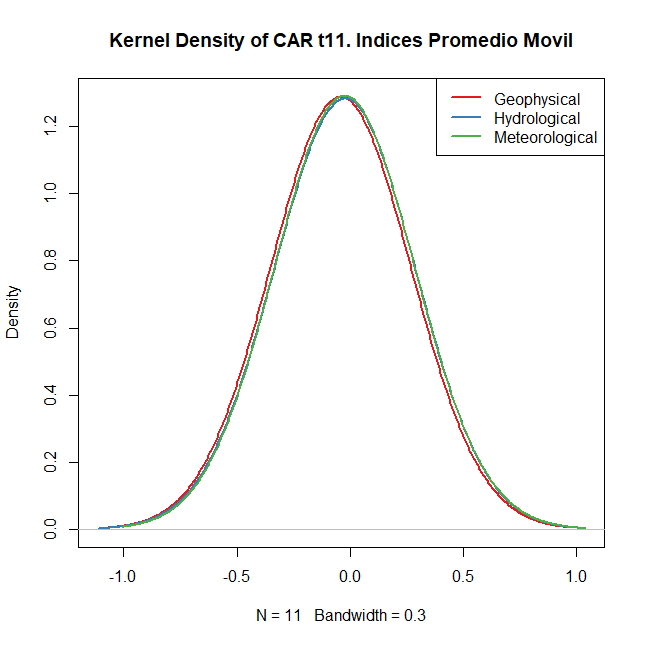 Kernel Density of CAR t11. Indices Promedio Movil
Geophysical
Hydrological
Meteorological
Density
1.2
1.0
0.8
0.6
0.4
0.2
0.0
-1.0 -0.5 0.0 0.5 1.0
N = 11 Bandwidth = 0.3